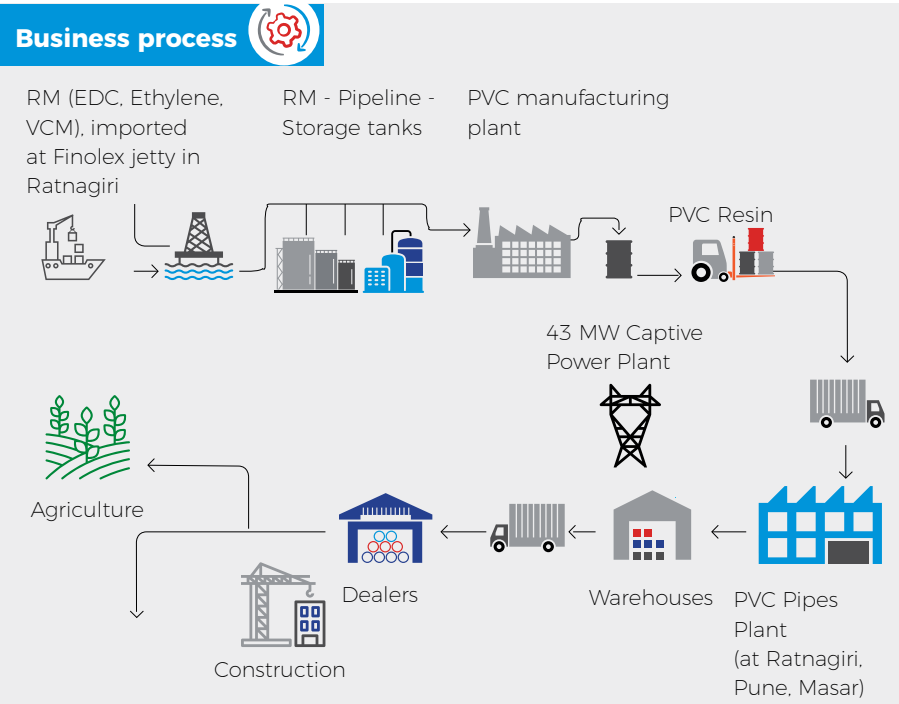 Business process
RM (EDC, Ethylene,
VCM), imported
at Finolex jetty in
Ratnagiri
RM - Pipeline -
Storage tanks
PVC manufacturing
plant
PVC Resin
43 MW Captive
Power Plant
Agriculture
Dealers
Construction
Warehouses
PVC Pipes
Plant
(at Ratnagiri,
Pune, Masar)